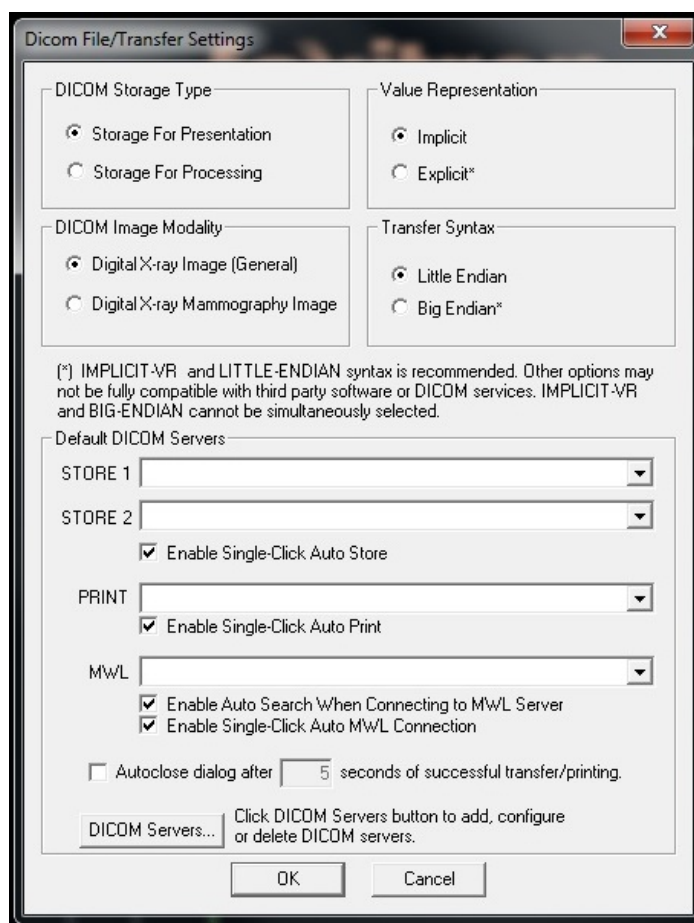 Dicom File/Transfer Settings
DICOM Storage Type
Storage For Presentation
Storage For Processing
Value Representation
Implicit
Explicit*
DICOM Image Modality
Digital X-ray Image (General)
Digital X-ray Mammography Image
Transfer Syntax
Little Endian
Big Endian*
(*) IMPLICIT-VR and LITTLE-ENDIAN syntax is recommended. Other options may
not be fully compatible with third party software or DICOM services. IMPLICIT-VR
and BIG-ENDIAN cannot be simultaneously selected.
Default DICOM Servers
STORE 1
STORE 2
Enable Single-Click Auto Store
PRINT
Enable Single-Click Auto Print
MWL
Enable Auto Search When Connecting to MWL Server
Enable Single-Click Auto MWL Connection
Autoclose dialog after 5 seconds of successful transfer/printing.
DICOM Servers...
Click DICOM Servers button to add, configure
or delete DICOM servers.
OK
Cancel